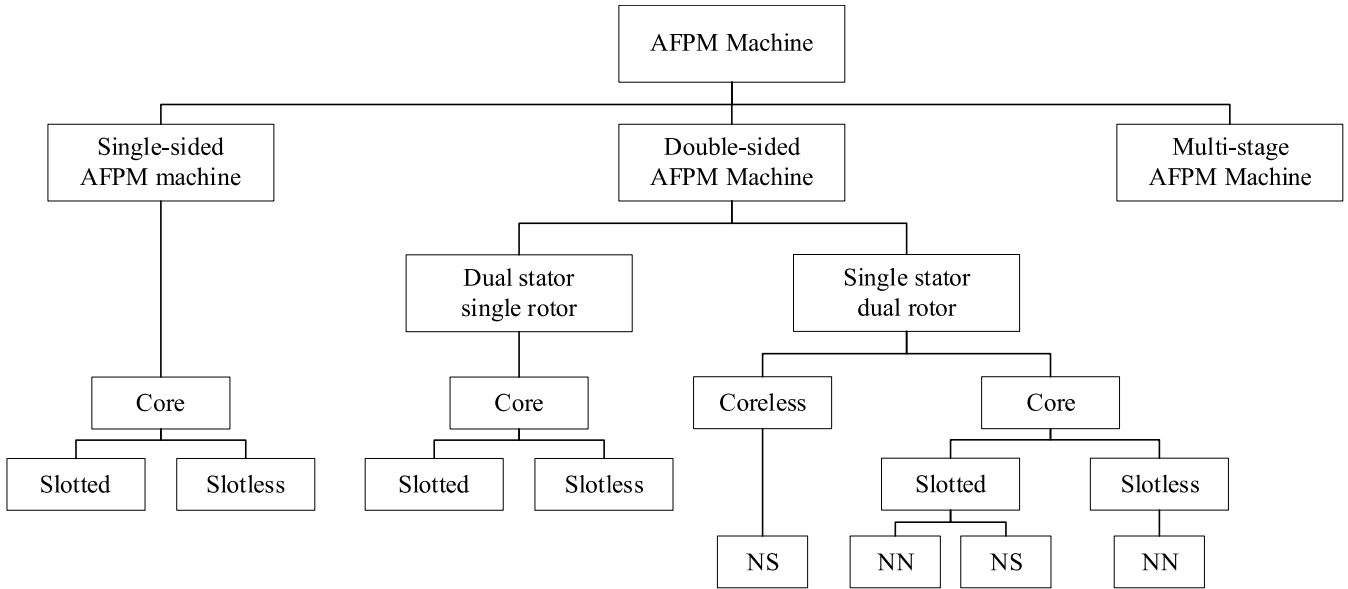 AFPM Machine
Single-sided
AFPM machine
Double-sided
AFPM Machine
Multi-stage
AFPM Machine
Dual stator
single rotor
Single stator
dual rotor
Core
Core
Coreless
Core
Slotted
Slotless
Slotted
Slotless
Slotted
Slotless
NS
NN
NS
NN